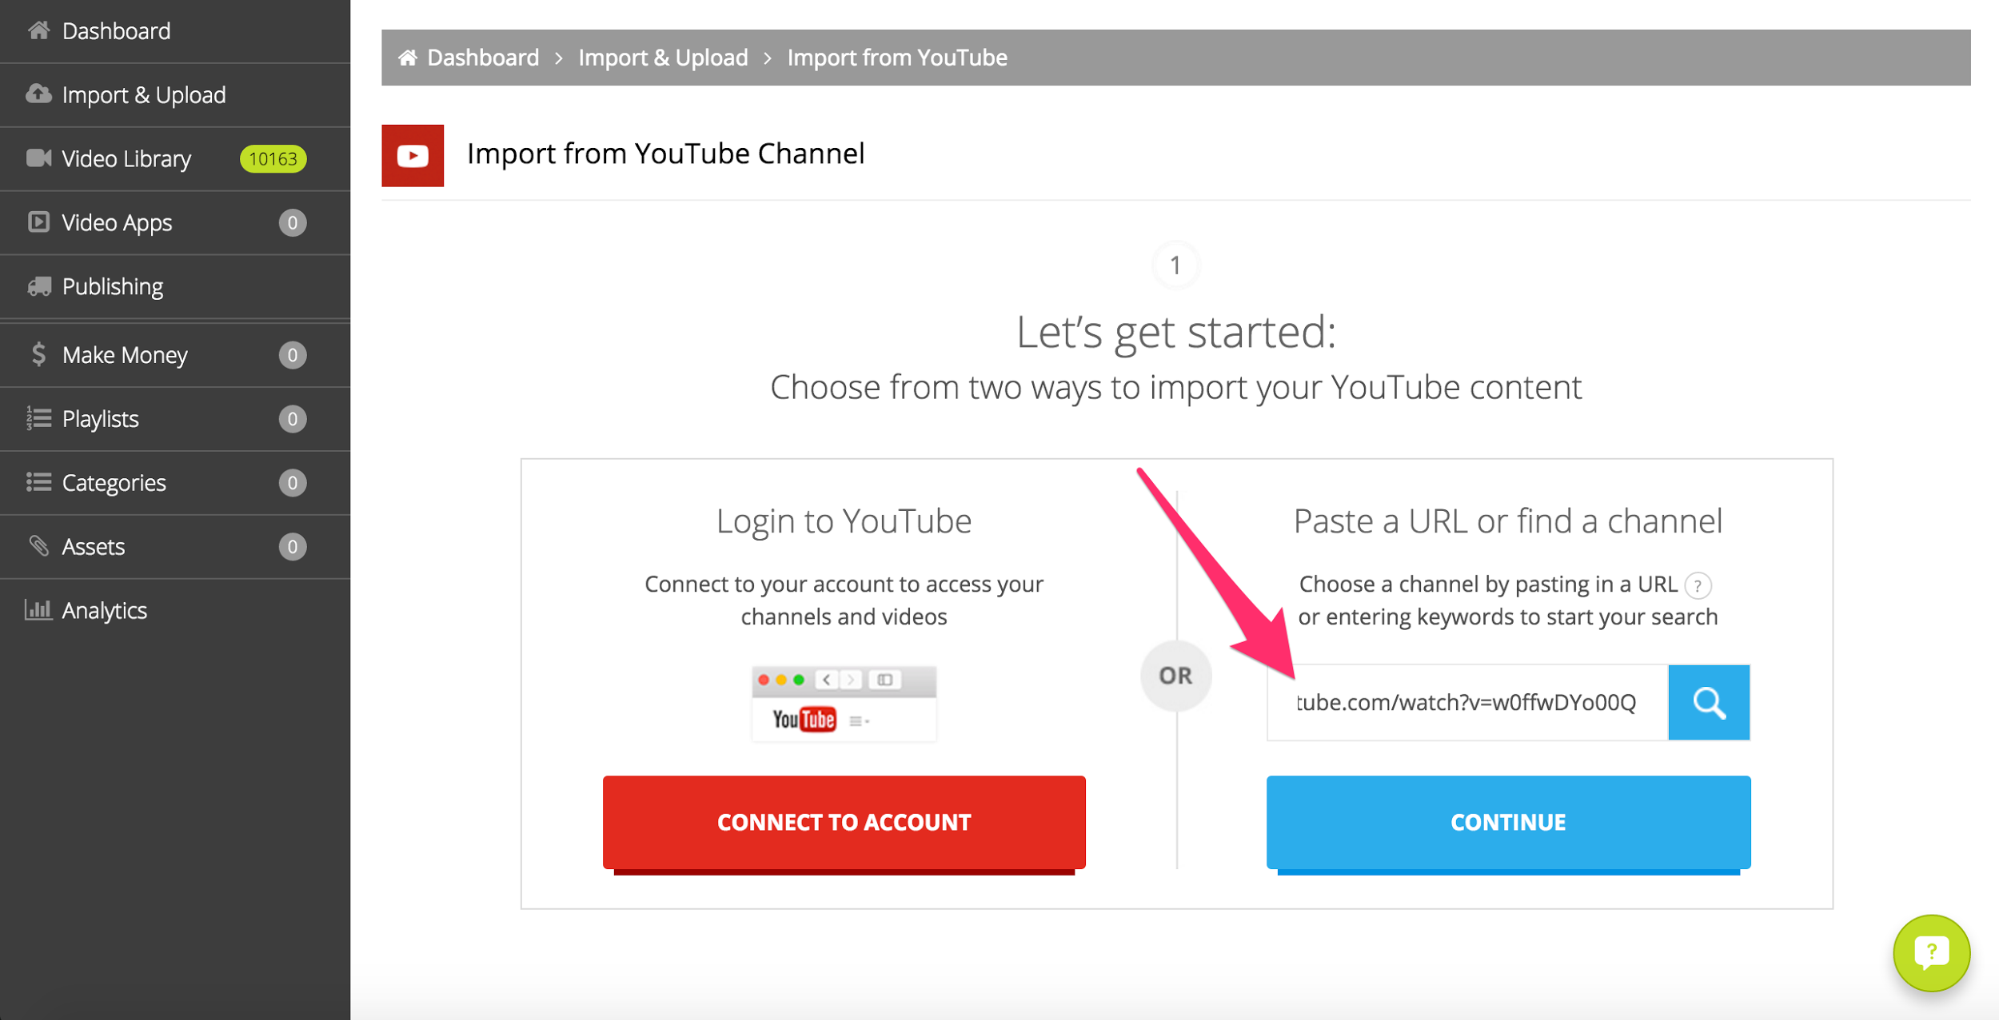 Dashboard
Import & Upload
Video Library 10163
Video Apps 0
Publishing
Make Money 0
Playlists 0
Categories 0
Assets 0
Analytics
Dashboard > Import & Upload > Import from YouTube
Import from YouTube Channel
1
Let’s get started:
Choose from two ways to import your YouTube content
Login to YouTube
Connect to your account to access your
channels and videos
YouTube
CONNECT TO ACCOUNT
OR
Paste a URL or find a channel
Choose a channel by pasting in a URL ?
or entering keywords to start your search
tube.com/watch?v=w0ffwDYo00Q
CONTINUE
?